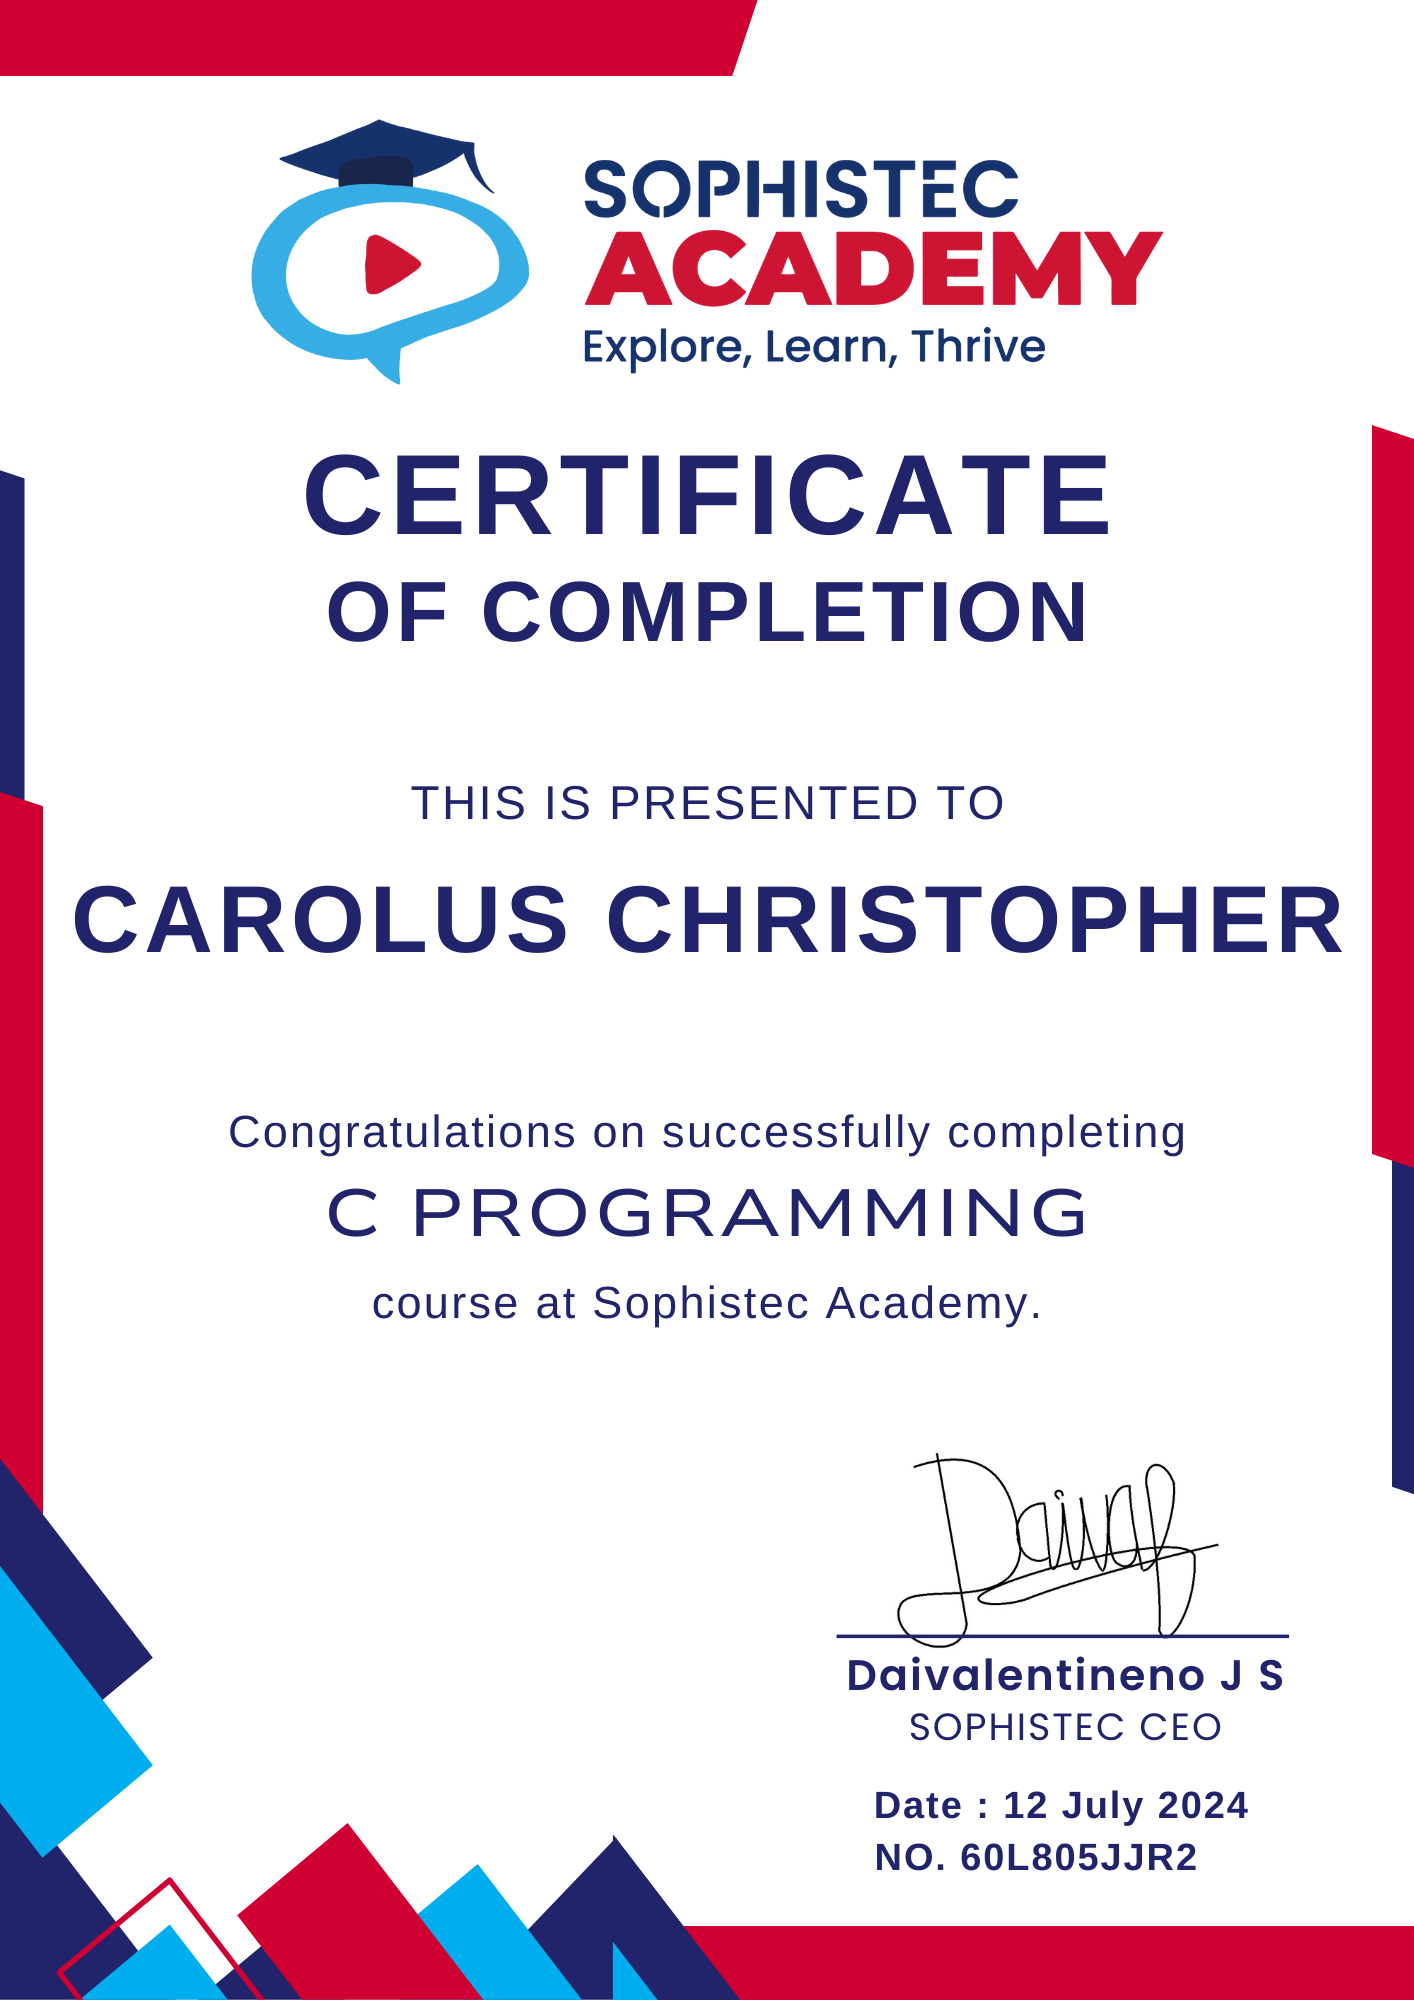 SOPHISTEC
ACADEMY
Explore, Learn, Thrive
CERTIFICATE
OF COMPLETION
THIS IS PRESENTED TO
CAROLUS CHRISTOPHER
Congratulations on successfully completing
C PROGRAMMING
course at Sophistec Academy.
Daivalentineno J S
SOPHISTEC CEO
Date : 12 July 2024
NO. 60L805JJR2